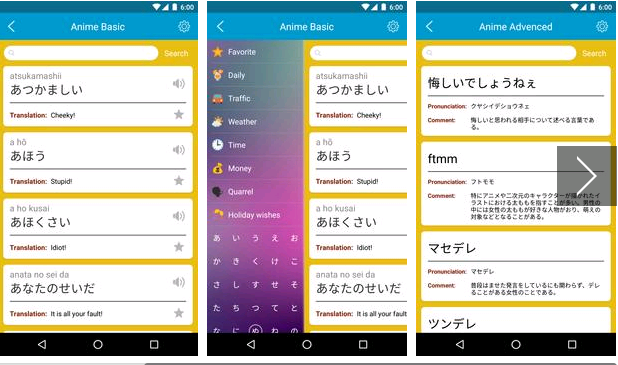 6:00
Anime Basic
Search
atsukamashii
あつかましい
Translation: Cheeky!
a hō
あほう
Translation: Stupid!
a ho kusai
あほくさい
Translation: Idiot!
anata no sei da
あなたのせいだ
Translation: It is all your fault!
6:00
Anime Basic
Favorite
Daily
Traffic
Weather
Time
Money
Quarrel
Holiday wishes
あ い う え お
か き く け こ
さ し す せ そ
た ち つ て と
な に ぬ ね の
atsukamashii
あつかましい
Translation: Cheeky!
a hō
あほう
Translation: Stupid!
a ho kusai
あほくさい
Translation: Idiot!
anata no sei da
あなたのせいだ
Translation: It is all your fault
6:00
Anime Advanced
Search
悔しいでしょうねぇ
Pronunciation: クヤシイデショウネェ
Comment: 悔しいと思われる相手について述べる言葉であ
る。
ftmm
Pronunciation: フトモモ
Comment: 特にアニメや二次元のキャラクターが描かれたイ
ラストにおける太ももを指すことが多い。男性の
中には女性の太ももが好きな人物がおり、萌えの
対象などとなることがある。
マセデレ
Pronunciation: マセデレ
Comment: 普段はませた発言をしているにも関わらず、デレ
ることがある女性のことである。
ツンデレ